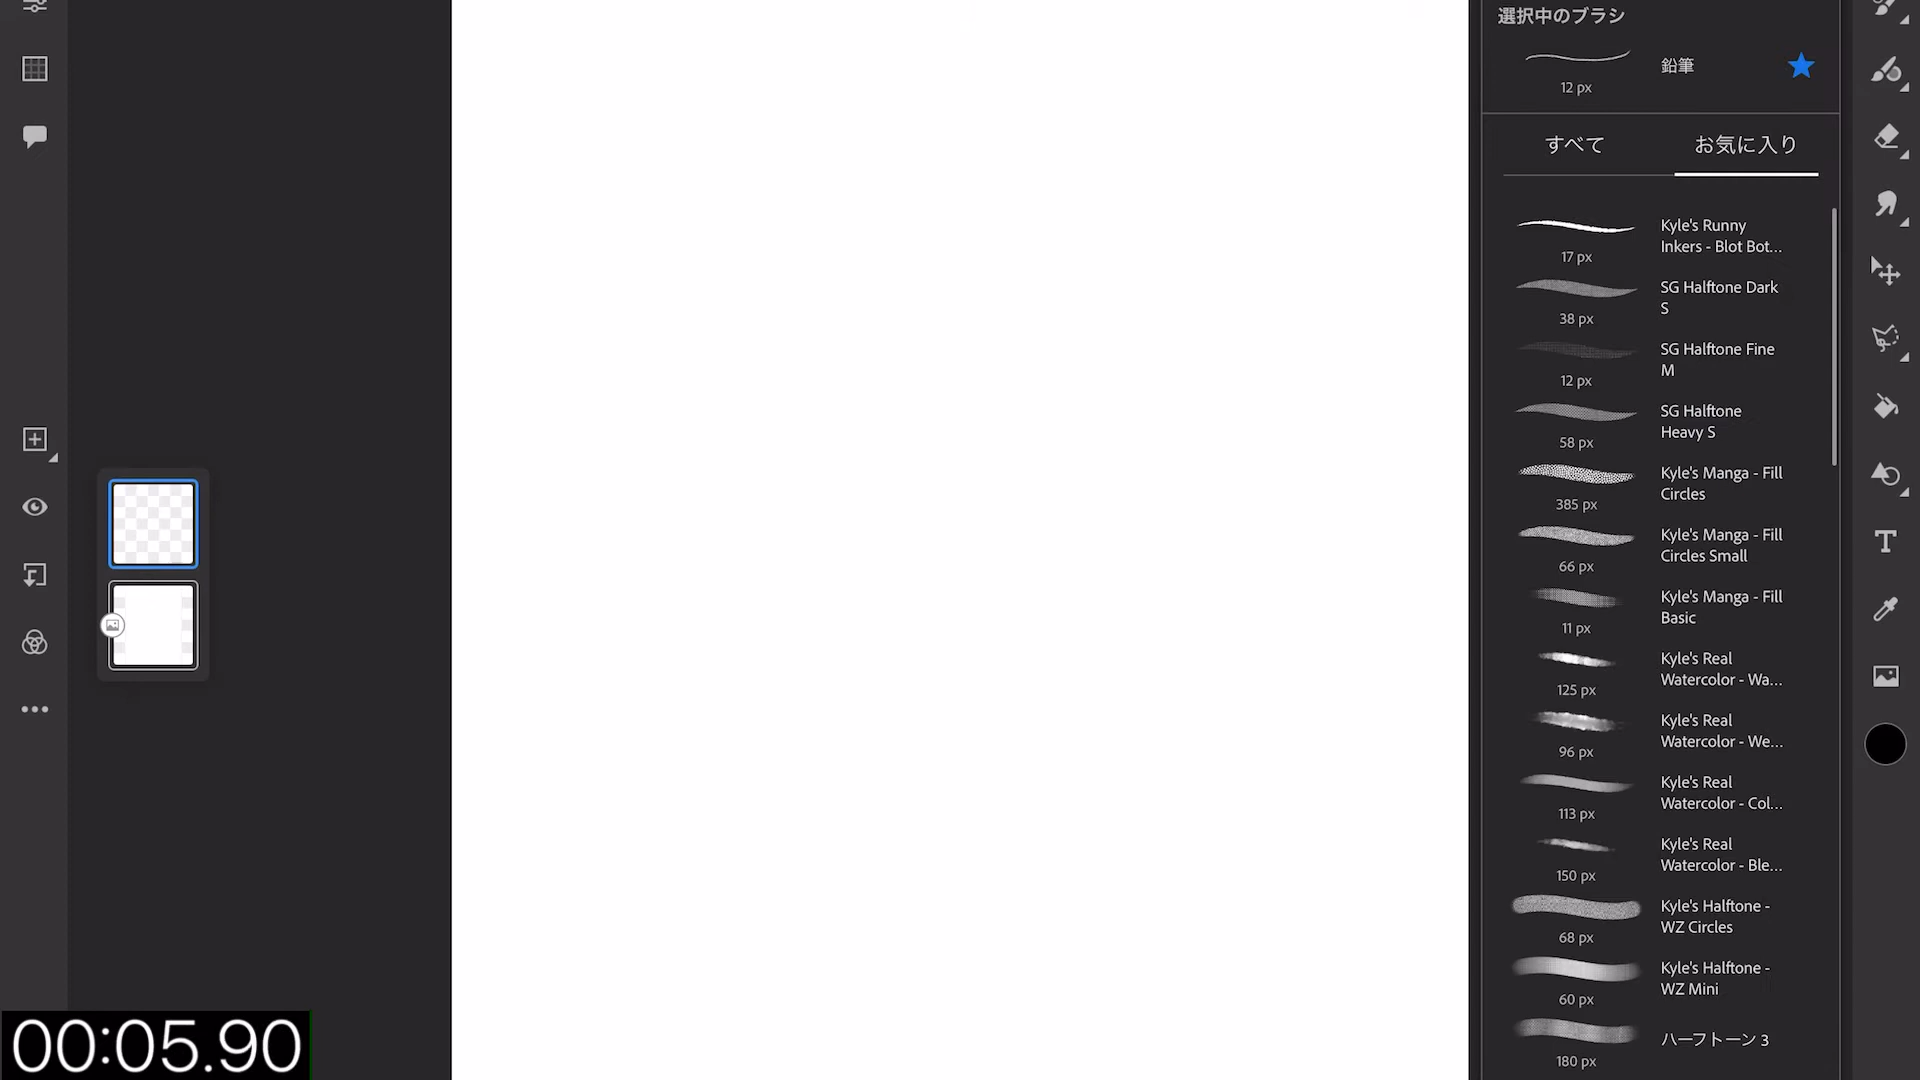 選択中のブラシ
鉛筆
12 px
すべて
お気に入り
Kyle's Runny
Inkers - Blot Bot...
17 px
SG Halftone Dark
S
38 px
SG Halftone Fine
M
12 px
SG Halftone
Heavy S
58 px
Kyle's Manga - Fill
Circles
385 px
Kyle's Manga - Fill
Circles Small
66 px
Kyle's Manga - Fill
Basic
11 px
Kyle's Real
Watercolor - Wa...
125 px
Kyle's Real
Watercolor - We...
96 px
Kyle's Real
Watercolor - Col...
113 px
Kyle's Real
Watercolor - Ble...
150 px
Kyle's Halftone -
WZ Circles
68 px
Kyle's Halftone -
WZ Mini
60 px
ハーフトーン 3
180 px
00:05.90